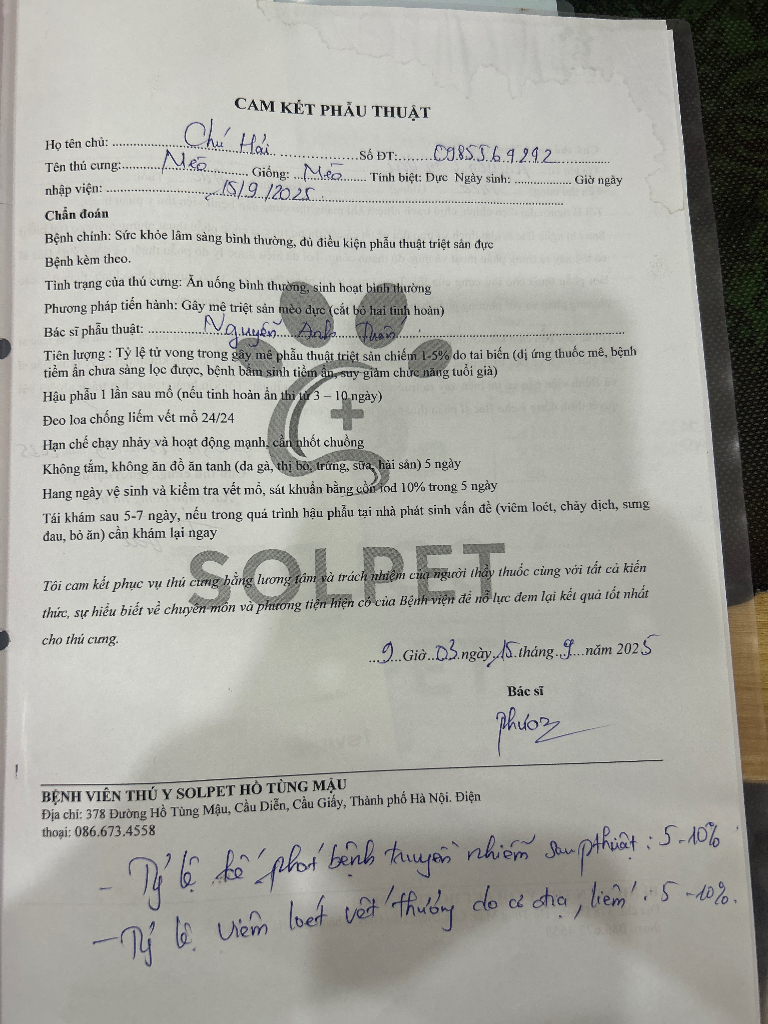 CAM KẾT PHẪU THUẬT
Họ tên chủ: Chú Hải Số ĐT: 0985569292
Tên thú cưng: Mèo Giống: Mèo Tính biệt: Đực Ngày sinh: Giờ ngày
nhập viện: 15/9/2025
Chẩn đoán
Bệnh chính: Sức khỏe lâm sàng bình thường, đủ điều kiện phẫu thuật triệt sản đực
Bệnh kèm theo.
Tình trạng của thú cưng: Ăn uống bình thường, sinh hoạt bình thường
Phương pháp tiến hành: Gây mê triệt sản mèo đực (cắt bỏ hai tinh hoàn)
Bác sĩ phẫu thuật: Nguyễn Anh
Tiên lượng : Tỷ lệ tử vong trong gây mê phẫu thuật triệt sản chiếm 1-5% do tai biến (dị ứng thuốc mê, bệnh
tiềm ẩn chưa sàng lọc được, bệnh bẩm sinh tiềm ẩn, suy giảm chức năng tuổi già)
Hậu phẫu 1 lần sau mổ (nếu tinh hoàn ẩn thì từ 3 – 10 ngày)
Đeo loa chống liếm vết mổ 24/24
Hạn chế chạy nhảy và hoạt động mạnh, cần nhốt chuồng
Không tắm, không ăn đồ ăn tanh (da gà, thị bò, trứng, sữa, hải sản) 5 ngày
Hang ngày vệ sinh và kiểm tra vết mổ, sát khuẩn bằng cồn iod 10% trong 5 ngày
Tái khám sau 5-7 ngày, nếu trong quá trình hậu phẫu tại nhà phát sinh vấn đề (viêm loét, chảy dịch, sưng
đau, bỏ ăn) cần khám lại ngay
SOLPET
Tôi cam kết phục vụ thú cưng bằng lương tâm và trách nhiệm của người thầy thuốc cùng với tất cả kiến
thức, sự hiểu biết về chuyên môn và phương tiện hiện có của Bệnh viện để nỗ lực đem lại kết quả tốt nhất
cho thú cưng.
9 Giờ 03 ngày 15 tháng 9 năm 2025
Bác sĩ
BỆNH VIÊN THÚ Y SOLPET HỒ TÙNG MẬU
Địa chỉ: 378 Đường Hồ Tùng Mậu, Cầu Diễn, Cầu Giấy, Thành phố Hà Nội. Điện
thoại: 086.673.4558
- Tỷ lệ kế phát bệnh truyền nhiễm sau pthuật : 5 -10%
- Tỷ lệ viêm loét vết thương do , liếm : 5 -10%.